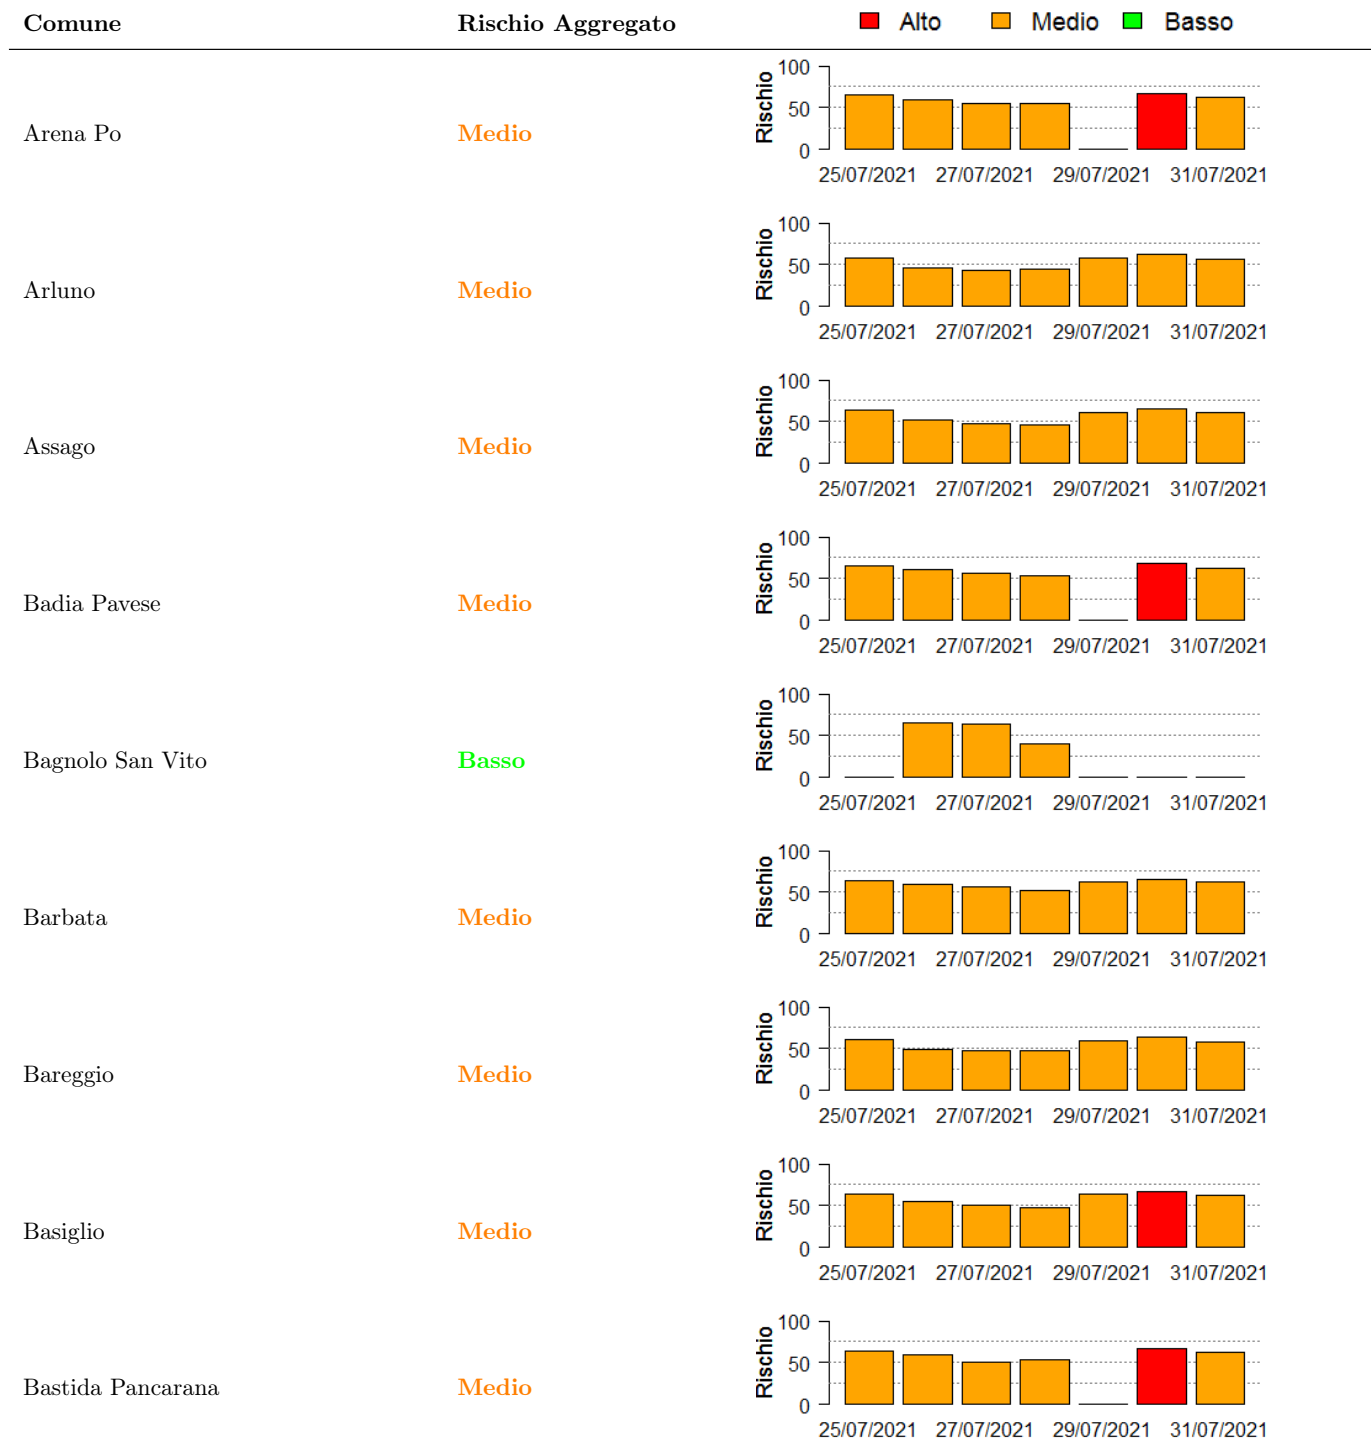 Comune Rischio Aggregato Alto Medio Basso
Arena Po Medio
Rischio
100
50
0
25/07/2021 27/07/2021 29/07/2021 31/07/2021
Arluno Medio
Rischio
100
50
0
25/07/2021 27/07/2021 29/07/2021 31/07/2021
Assago Medio
Rischio
100
50
0
25/07/2021 27/07/2021 29/07/2021 31/07/2021
Badia Pavese Medio
Rischio
100
50
0
25/07/2021 27/07/2021 29/07/2021 31/07/2021
Bagnolo San Vito Basso
Rischio
100
50
0
25/07/2021 27/07/2021 29/07/2021 31/07/2021
Barbata Medio
Rischio
100
50
0
25/07/2021 27/07/2021 29/07/2021 31/07/2021
Bareggio Medio
Rischio
100
50
0
25/07/2021 27/07/2021 29/07/2021 31/07/2021
Basiglio Medio
Rischio
100
50
0
25/07/2021 27/07/2021 29/07/2021 31/07/2021
Bastida Pancarana Medio
Rischio
100
50
0
25/07/2021 27/07/2021 29/07/2021 31/07/2021